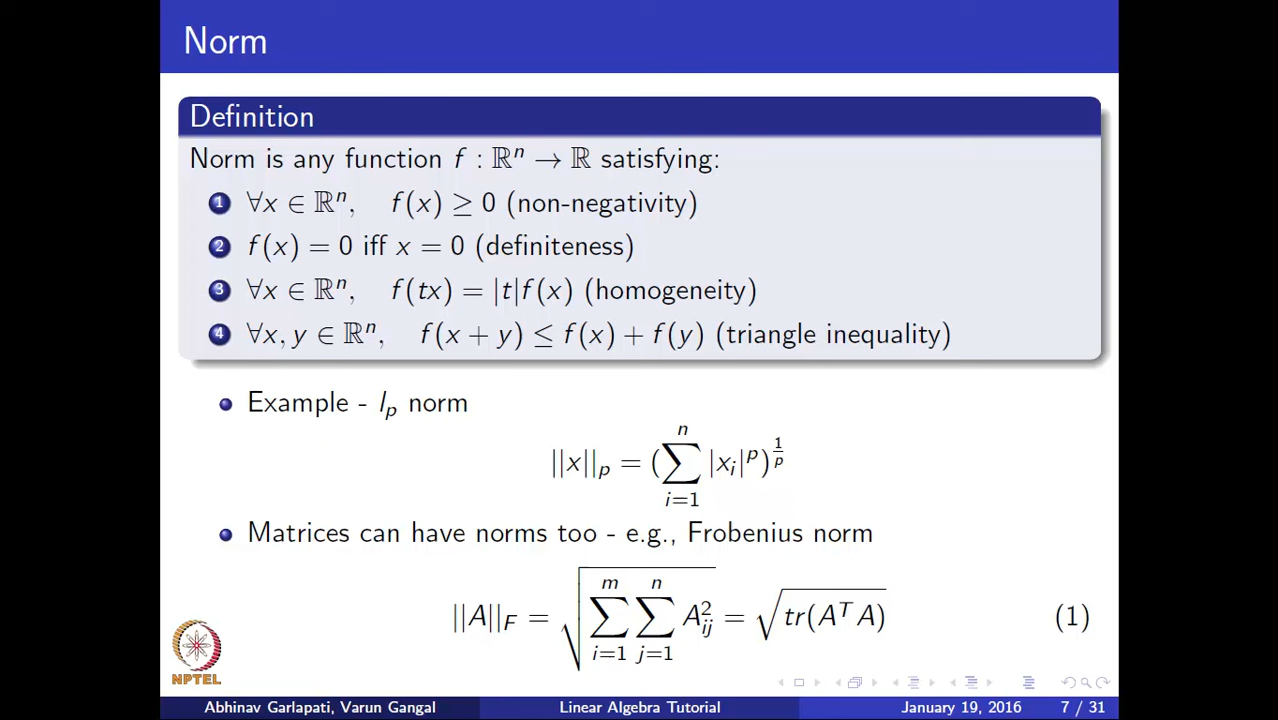 Norm
Definition
Norm is any function f : ℝⁿ → ℝ satisfying:
1 ∀x ∈ ℝⁿ, f(x) ≥ 0 (non-negativity)
2 f(x) = 0 iff x = 0 (definiteness)
3 ∀x ∈ ℝⁿ, f(tx) = |t|f(x) (homogeneity)
4 ∀x, y ∈ ℝⁿ, f(x + y) ≤ f(x) + f(y) (triangle inequality)
Example - l_p norm
||x||_p = (∑_{i=1}^{n} |x_i|^p)^{1/p}
Matrices can have norms too - e.g., Frobenius norm
||A||_F = √(∑_{i=1}^{m} ∑_{j=1}^{n} A_{ij}^2) = √(tr(A^T A)) (1)
NPTEL
Abhinav Garlapati, Varun Gangal Linear Algebra Tutorial January 19, 2016 7 / 31